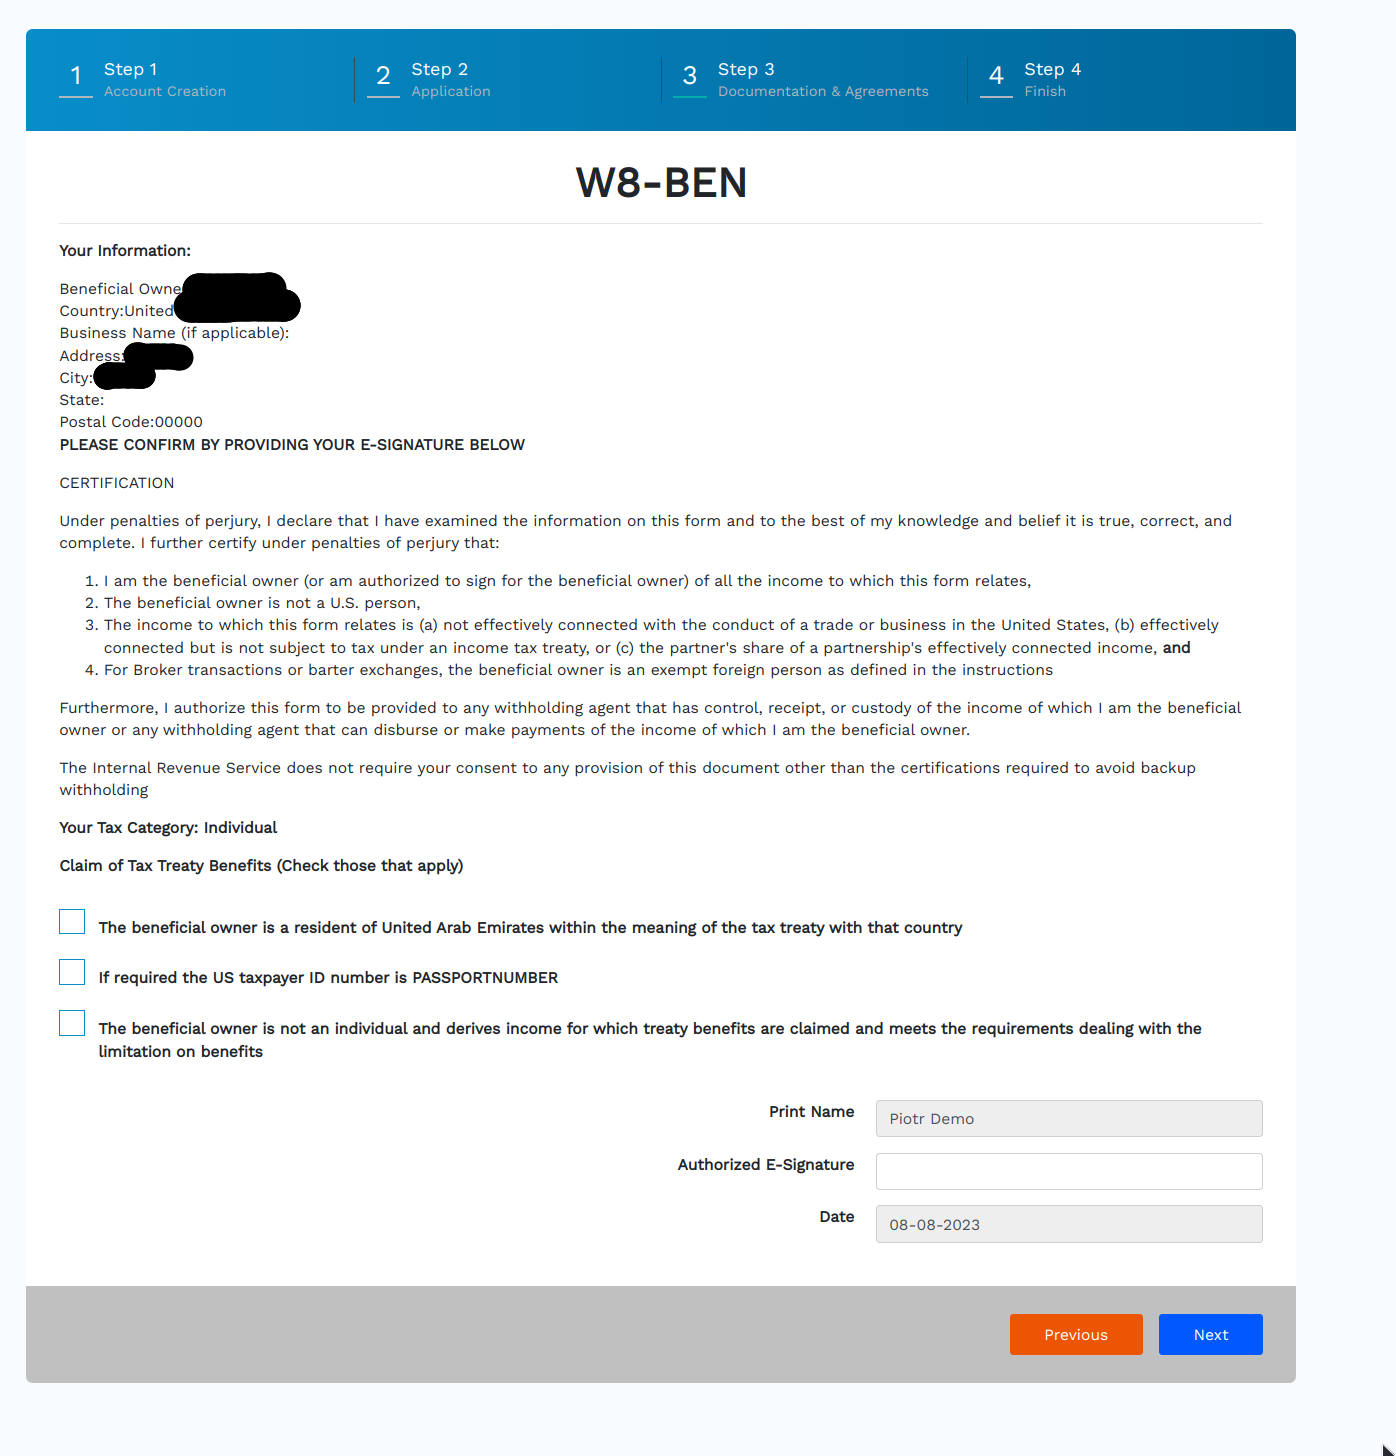 1
Step 1
Account Creation
2
Step 2
Application
3
Step 3
Documentation & Agreements
4
Step 4
Finish
W8-BEN
Your Information:
Beneficial Owne
Country:United
Business Name (if applicable):
Address:
City:
State:
Postal Code:00000
PLEASE CONFIRM BY PROVIDING YOUR E-SIGNATURE BELOW
CERTIFICATION
Under penalties of perjury, I declare that I have examined the information on this form and to the best of my knowledge and belief it is true, correct, and
complete. I further certify under penalties of perjury that:
1. I am the beneficial owner (or am authorized to sign for the beneficial owner) of all the income to which this form relates,
2. The beneficial owner is not a U.S. person,
3. The income to which this form relates is (a) not effectively connected with the conduct of a trade or business in the United States, (b) effectively
connected but is not subject to tax under an income tax treaty, or (c) the partner's share of a partnership's effectively connected income, and
4. For Broker transactions or barter exchanges, the beneficial owner is an exempt foreign person as defined in the instructions
Furthermore, I authorize this form to be provided to any withholding agent that has control, receipt, or custody of the income of which I am the beneficial
owner or any withholding agent that can disburse or make payments of the income of which I am the beneficial owner.
The Internal Revenue Service does not require your consent to any provision of this document other than the certifications required to avoid backup
withholding
Your Tax Category: Individual
Claim of Tax Treaty Benefits (Check those that apply)
The beneficial owner is a resident of United Arab Emirates within the meaning of the tax treaty with that country
If required the US taxpayer ID number is PASSPORTNUMBER
The beneficial owner is not an individual and derives income for which treaty benefits are claimed and meets the requirements dealing with the
limitation on benefits
Print Name
Piotr Demo
Authorized E-Signature
Date
08-08-2023
Previous
Next